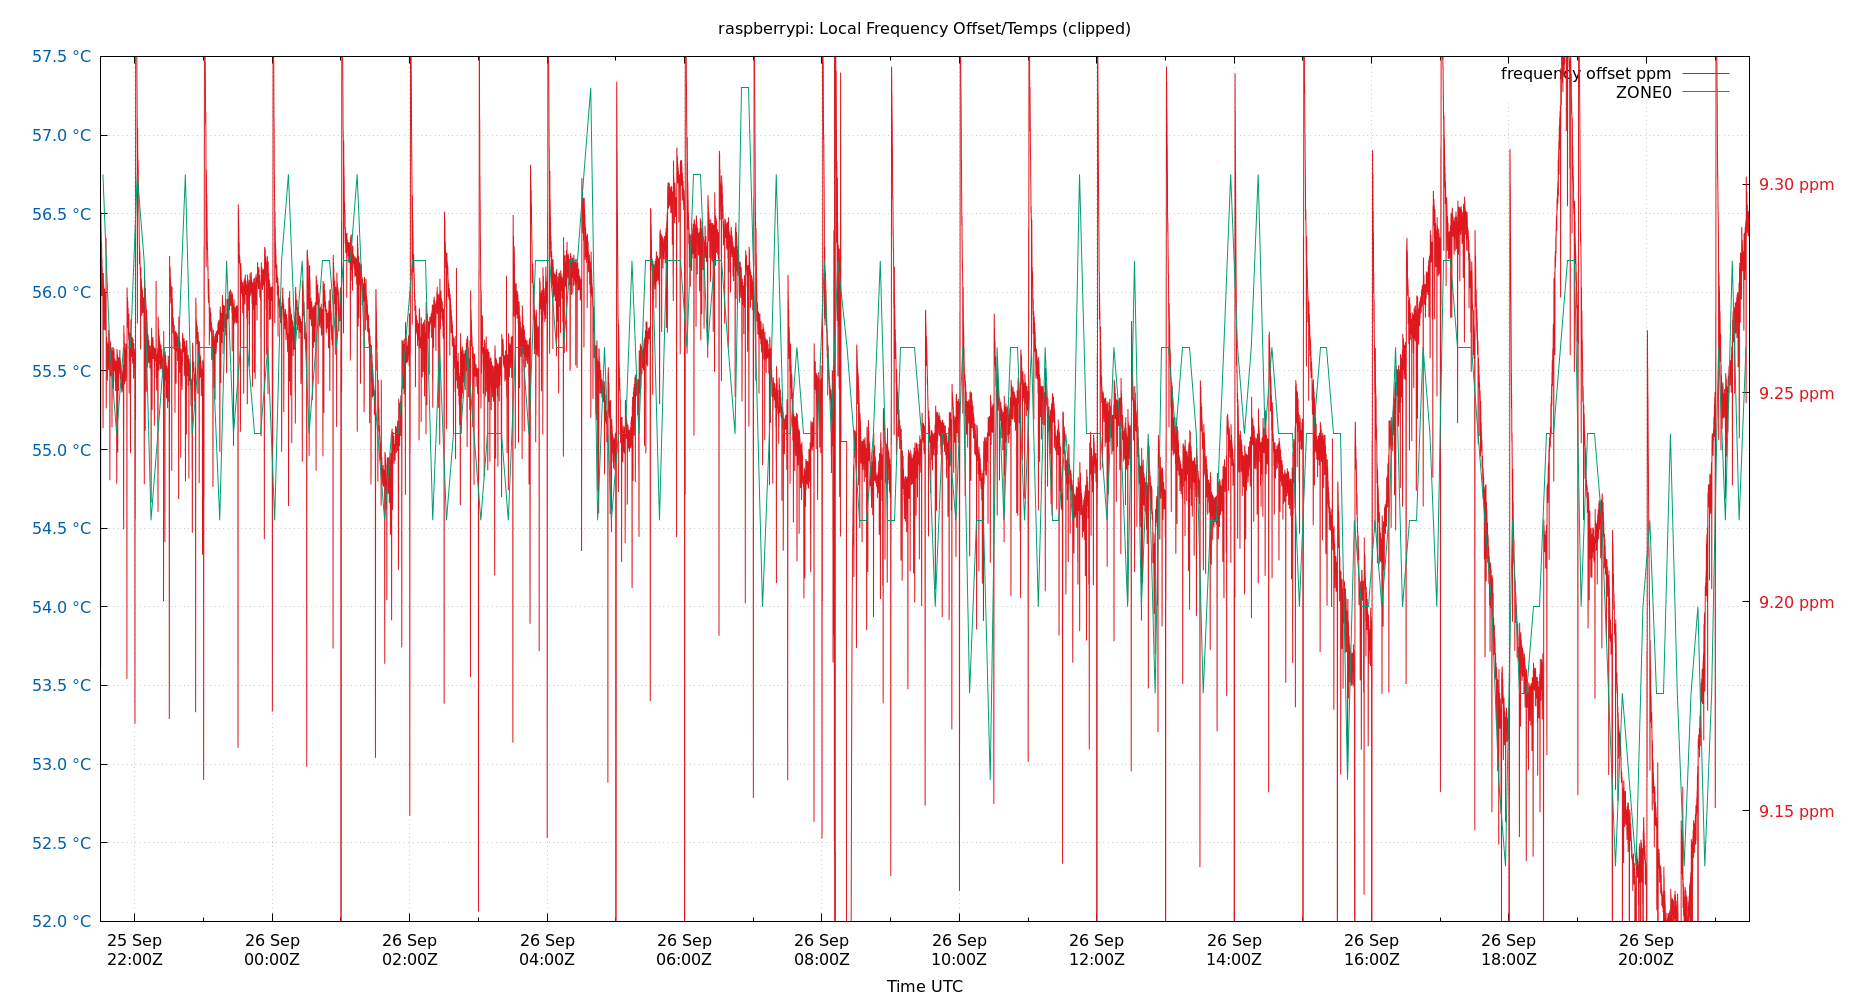 raspberrypi: Local Frequency Offset/Temps (clipped)
57.5 °C
57.0 °C
56.5 °C
56.0 °C
55.5 °C
55.0 °C
54.5 °C
54.0 °C
53.5 °C
53.0 °C
52.5 °C
52.0 °C
frequency offset ppm
ZONE0
9.30 ppm
9.25 ppm
9.20 ppm
9.15 ppm
25 Sep
22:00Z
26 Sep
00:00Z
26 Sep
02:00Z
26 Sep
04:00Z
26 Sep
06:00Z
26 Sep
08:00Z
26 Sep
10:00Z
26 Sep
12:00Z
26 Sep
14:00Z
26 Sep
16:00Z
26 Sep
18:00Z
26 Sep
20:00Z
Time UTC